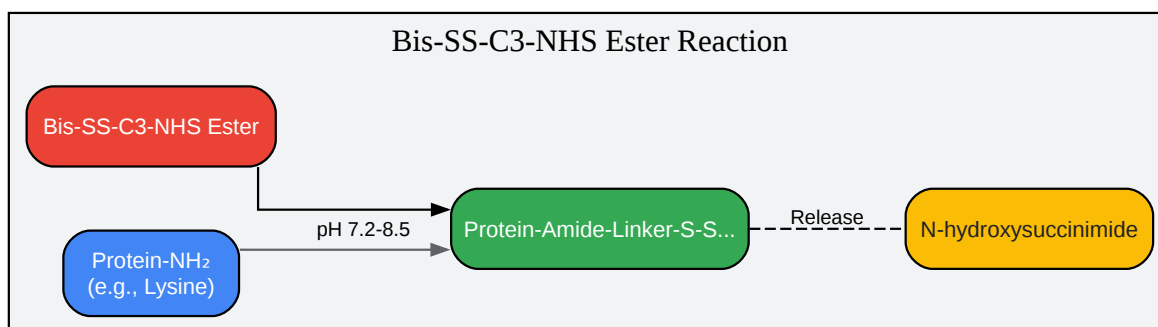 Bis-SS-C3-NHS Ester Reaction
Bis-SS-C3-NHS Ester
Protein-NH₂
(e.g., Lysine)
pH 7.2-8.5
Protein-Amide-Linker-S-S...
Release
N-hydroxysuccinimide